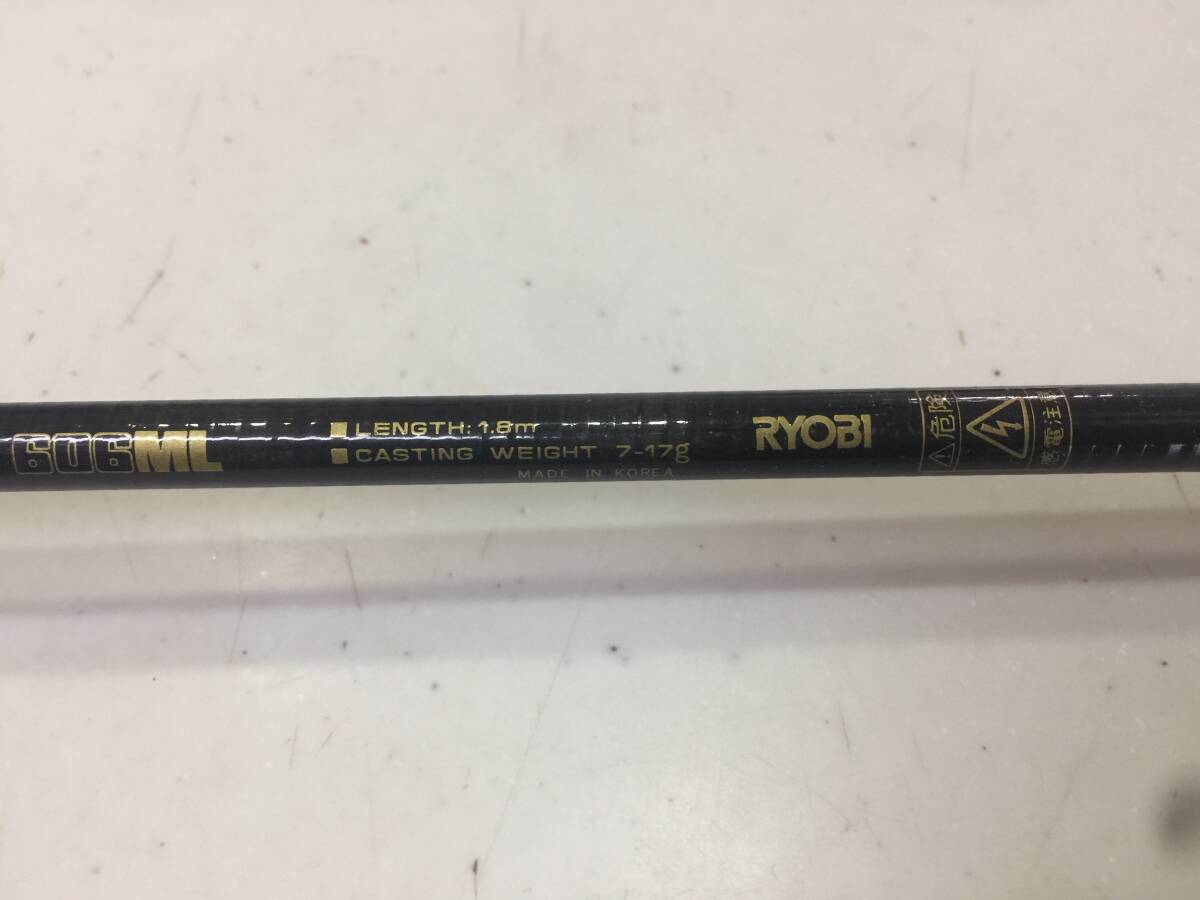 606ML
LENGTH: 1.8m
CASTING WEIGHT 7-17g
MADE IN KOREA
RYOBI
危険
感電注意